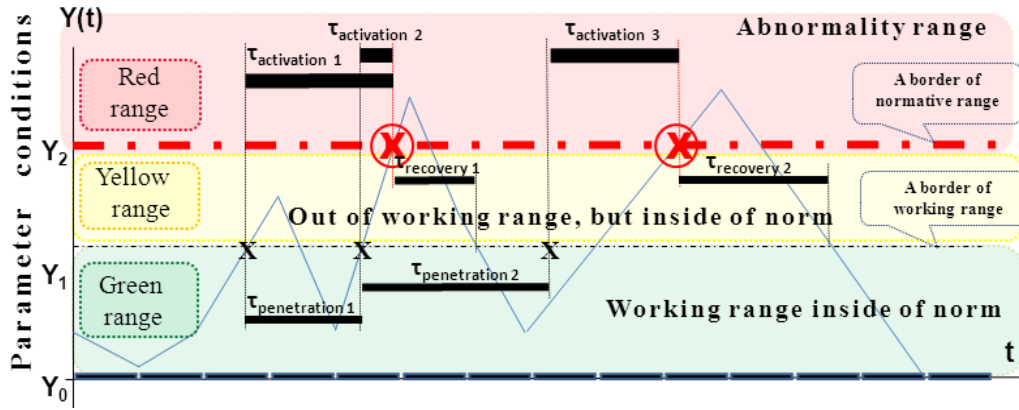 Y(t)
Parameter conditions
Red
range
Yellow
range
Green
range
Y2
Y1
Y0
τactivation 1
τactivation 2
τactivation 3
Abnormality range
A border of
normative range
X
X
τrecovery 1
τrecovery 2
A border of
working range
Out of working range, but inside of norm
X
X
X
τpenetration 1
τpenetration 2
Working range inside of norm
t